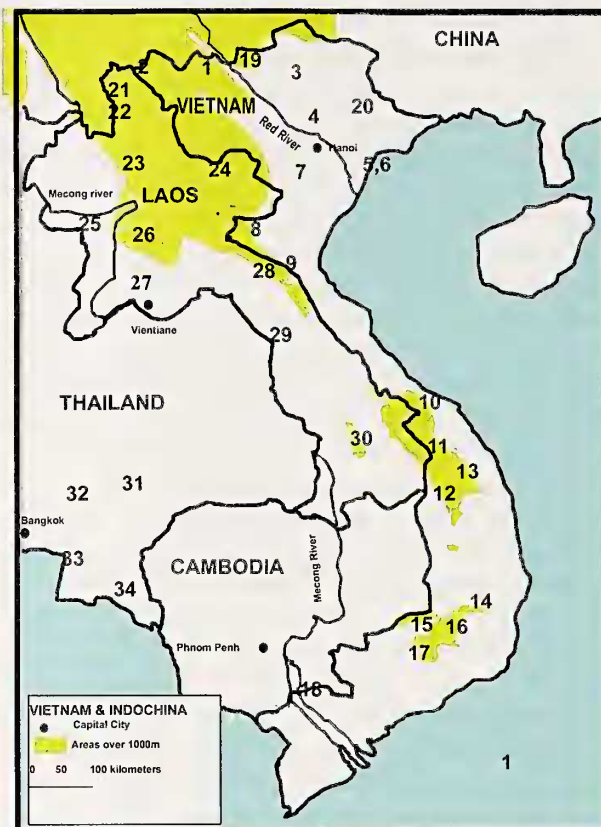 CHINA
2
1
19
3
21
22
VIETNAM
4
20
Red River
Hanoi
23
24
7
5,6
Mecong river
LAOS
25
26
8
28
9
27
Vientiane
29
THAILAND
10
30
11
13
12
32
31
Bangkok
33
CAMBODIA
Mecong River
34
14
15
16
Phnom Penh
17
18
VIETNAM & INDOCHINA
Capital City
Areas over 1000m
0 50 100 kilometers
1